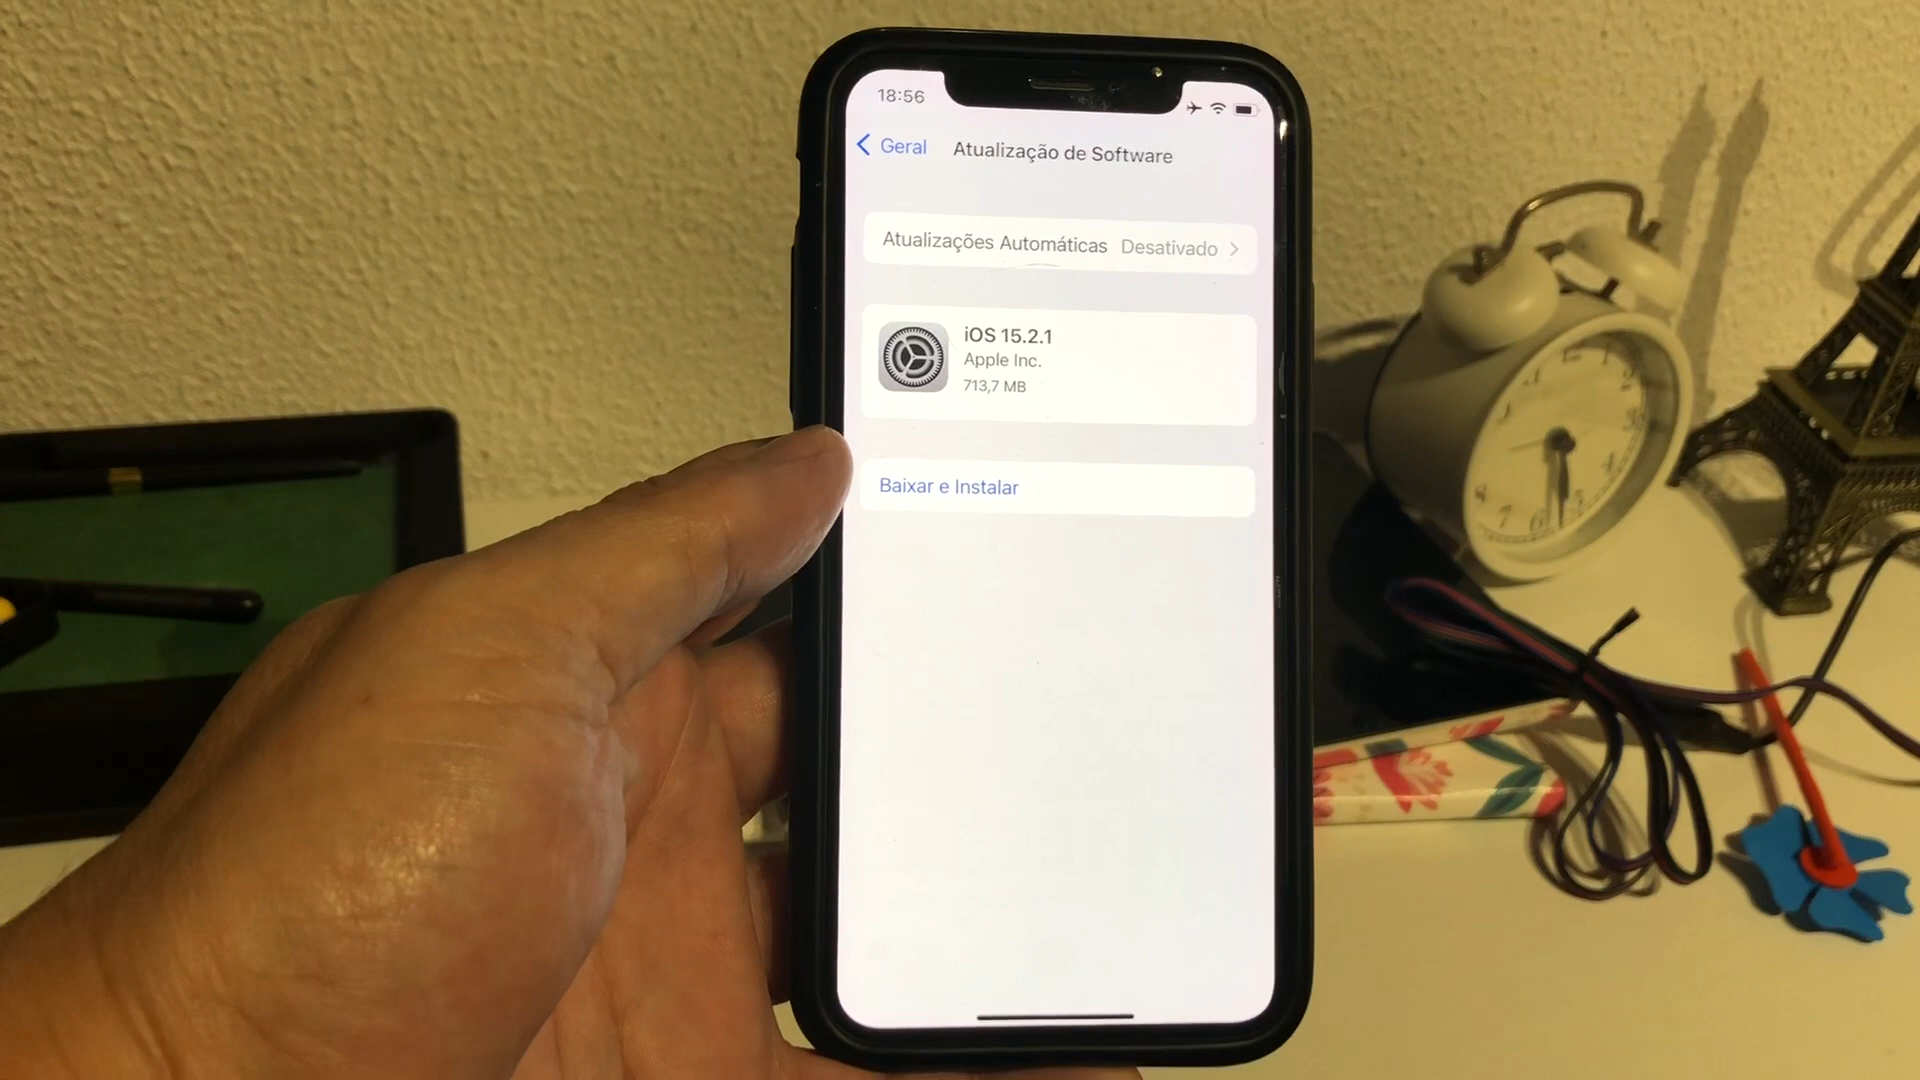 18:56
Geral
Atualização de Software
Atualizações Automáticas Desativado
iOS 15.2.1
Apple Inc.
713,7 MB
Baixar e Instalar